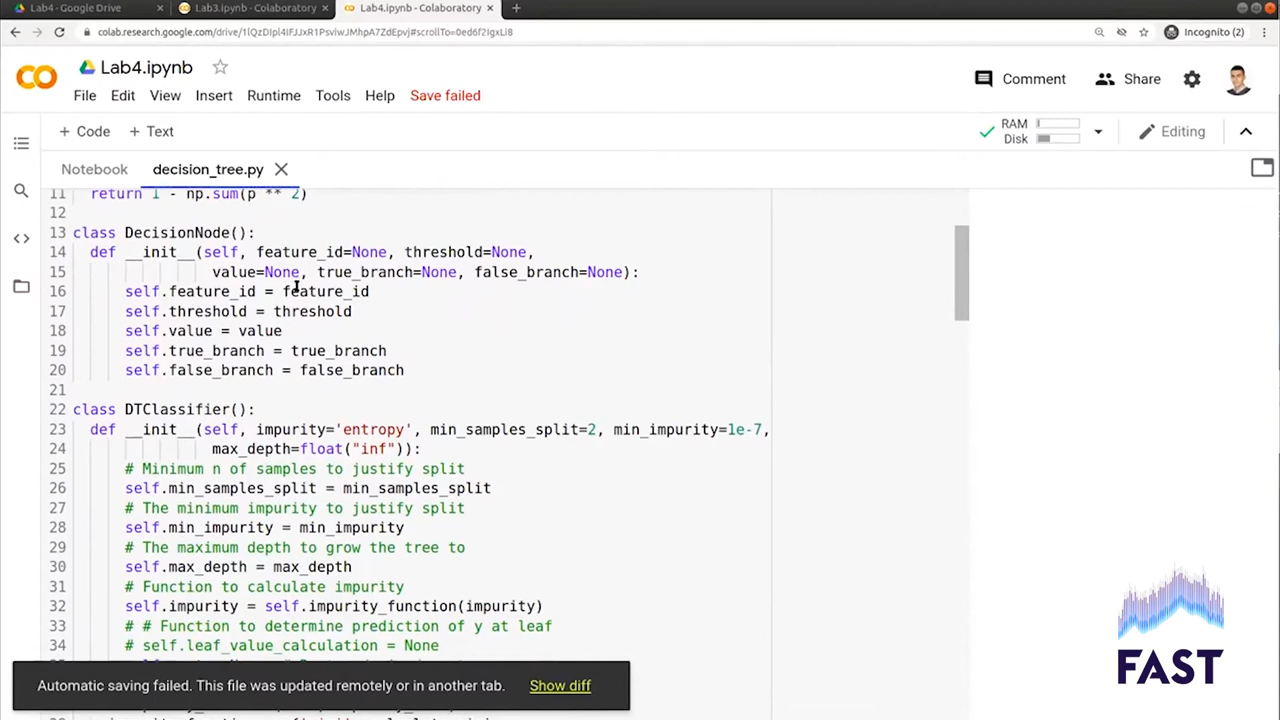 Lab4 - Google Drive
Lab3.ipynb - Colaboratory
Lab4.ipynb - Colaboratory
Incognito (2)
Lab4.ipynb
File Edit View Insert Runtime Tools Help Save failed
Comment Share
+ Code + Text
RAM
Disk
Editing
Notebook decision_tree.py
11 return 1 - np.sum(p ** 2)
12
13 class DecisionNode():
14 def __init__(self, feature_id=None, threshold=None,
15 value=None, true_branch=None, false_branch=None):
16 self.feature_id = feature_id
17 self.threshold = threshold
18 self.value = value
19 self.true_branch = true_branch
20 self.false_branch = false_branch
21
22 class DTClassifier():
23 def __init__(self, impurity='entropy', min_samples_split=2, min_impurity=1e-7,
24 max_depth=float("inf")):
25 # Minimum n of samples to justify split
26 self.min_samples_split = min_samples_split
27 # The minimum impurity to justify split
28 self.min_impurity = min_impurity
29 # The maximum depth to grow the tree to
30 self.max_depth = max_depth
31 # Function to calculate impurity
32 self.impurity = self.impurity_function(impurity)
33 # # Function to determine prediction of y at leaf
34 # self.leaf_value_calculation = None
Automatic saving failed. This file was updated remotely or in another tab. Show diff
FAST